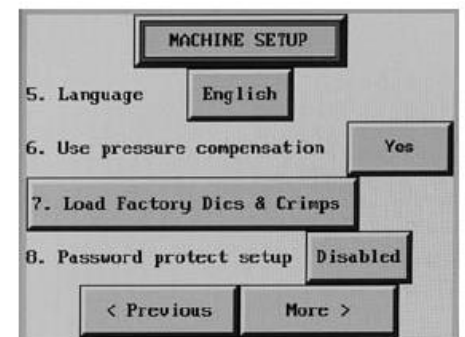 MACHINE SETUP
5. Language English
6. Use pressure compensation Yes
7. Load Factory Dies & Crimps
8. Password protect setup Disabled
< Previous More >